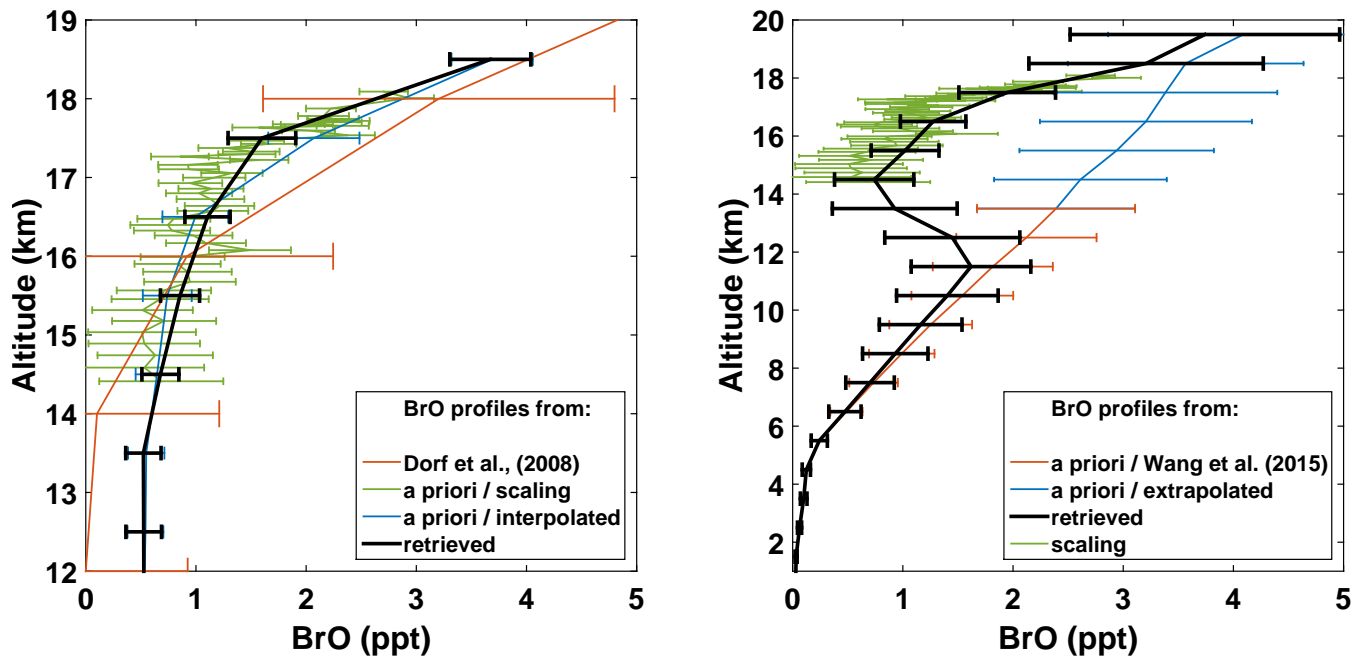 19
18
17
16
15
14
13
12
Altitude (km)
0 1 2 3 4 5
BrO (ppt)
BrO profiles from:
Dorf et al., (2008)
a priori / scaling
a priori / interpolated
retrieved
20
18
16
14
12
10
8
6
4
2
Altitude (km)
0 1 2 3 4 5
BrO (ppt)
BrO profiles from:
a priori / Wang et al. (2015)
a priori / extrapolated
retrieved
scaling